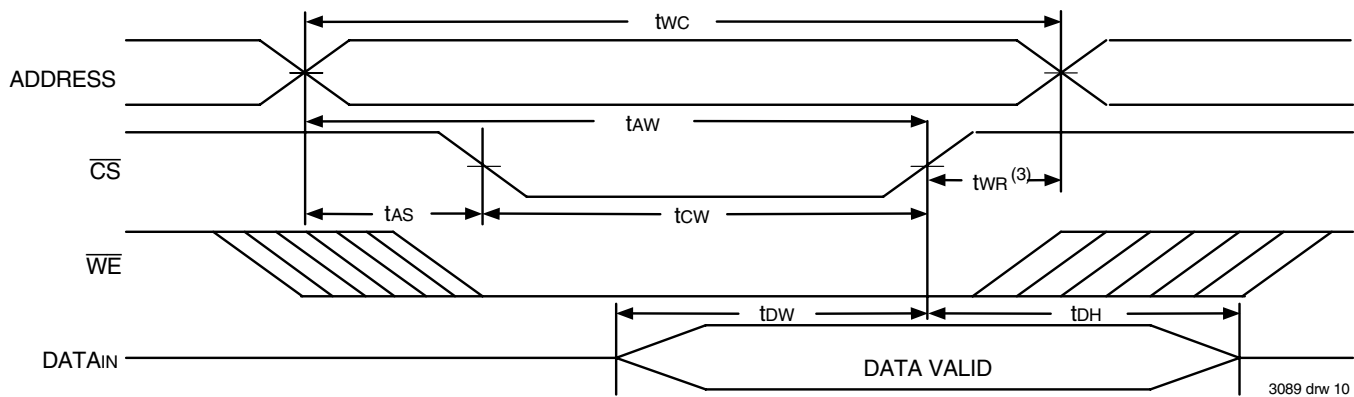 tWC
ADDRESS
tAW
CS
tWR (3)
tAS
tCW
WE
tDW
tDH
DATAIN
DATA VALID
3089 drw 10